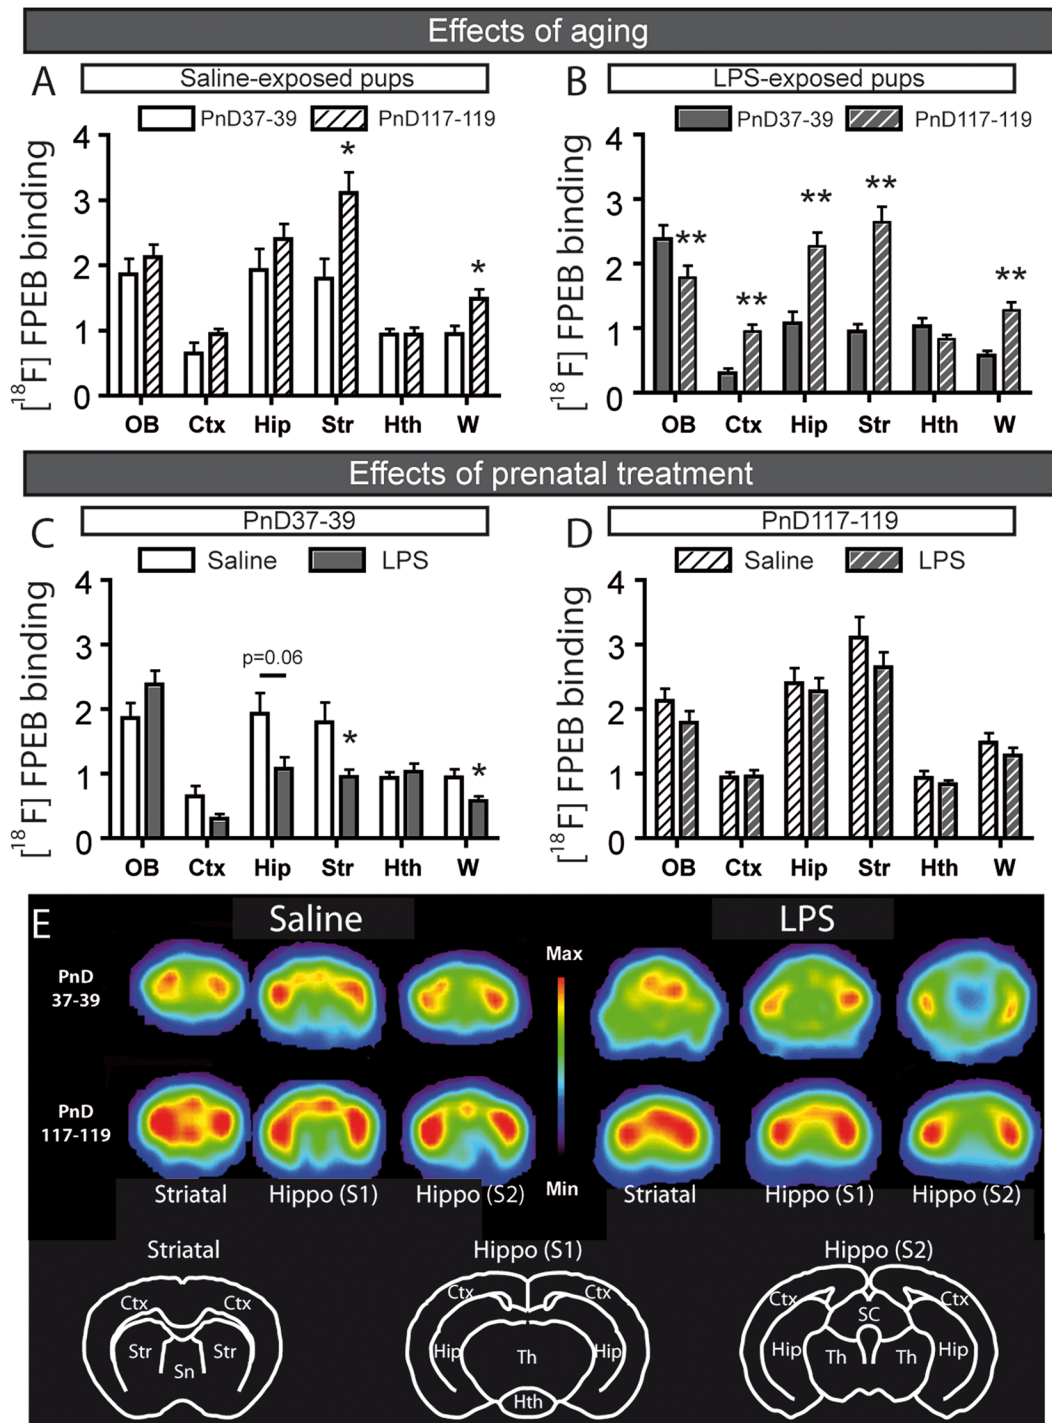 Effects of aging
A
Saline-exposed pups
PnD37-39
PnD117-119
[18F] FPEB binding
4
3
2
1
0
*
*
OB Ctx Hip Str Hth W
B
LPS-exposed pups
PnD37-39
PnD117-119
[18F] FPEB binding
4
3
2
1
0
**
**
**
**
**
OB Ctx Hip Str Hth W
Effects of prenatal treatment
C
PnD37-39
Saline LPS
[18F] FPEB binding
4
3
2
1
0
p=0.06
*
*
OB Ctx Hip Str Hth W
D
PnD117-119
Saline LPS
[18F] FPEB binding
4
3
2
1
0
OB Ctx Hip Str Hth W
E
Saline
LPS
PnD
37-39
Max
PnD
117-119
Min
Striatal Hippo (S1) Hippo (S2)
Striatal Hippo (S1) Hippo (S2)
Striatal
Ctx Ctx
Str Str
Sn
Hippo (S1)
Ctx Ctx
Hip Th Hip
Hth
Hippo (S2)
Ctx Ctx
SC
Hip Th Th Hip